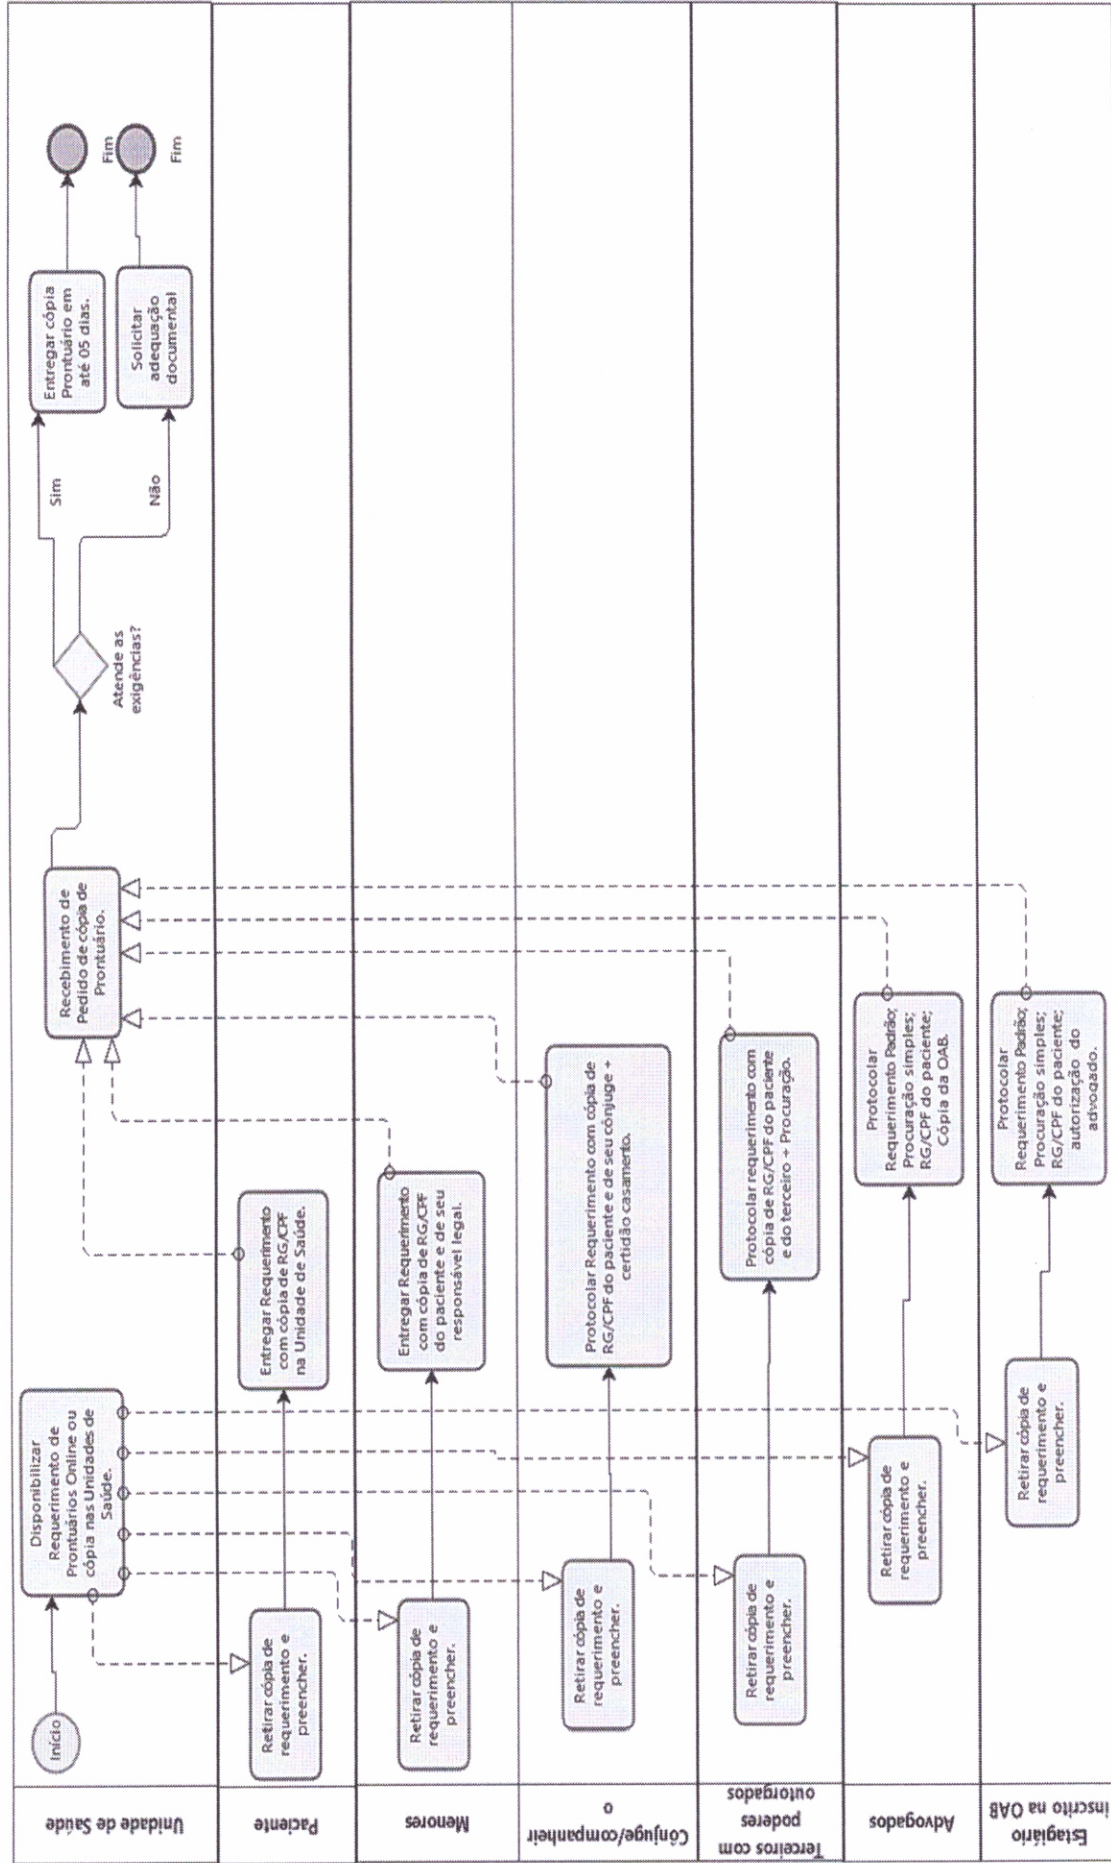 Unidade de Saúde
Início
Disponibilizar
Requerimento de
Prontuários Online ou
cópia nas Unidades de
Saúde.
Recebimento de
Pedido de cópia de
Prontuário.
Atende as
exigências?
Sim
Não
Entregar cópia
Prontuário em
até 05 dias.
Solicitar
adequação
documental
Fim
Fim
Paciente
Retirar cópia de
requerimento e
preencher.
Entregar Requerimento
com cópia de RG/CPF
na Unidade de Saúde.
Menores
Retirar cópia de
requerimento e
preencher.
Entregar Requerimento
com cópia de RG/CPF
do paciente e de seu
responsável legal.
Cônjuge/companheir
o
Retirar cópia de
requerimento e
preencher.
Protocolar Requerimento com cópia de
RG/CPF do paciente e de seu cônjuge +
certidão casamento.
Terceiros com
poderes
outorgados
Retirar cópia de
requerimento e
preencher.
Protocolar requerimento com
cópia de RG/CPF do paciente
e do terceiro + Procuração.
Advogados
Retirar cópia de
requerimento e
preencher.
Protocolar
Requerimento Padrão;
Procuração simples;
RG/CPF do paciente;
Cópia da OAB.
Estagiário
inscrito na OAB
Retirar cópia de
requerimento e
preencher.
Protocolar
Requerimento Padrão;
Procuração simples;
RG/CPF do paciente;
autorização do
advogado.